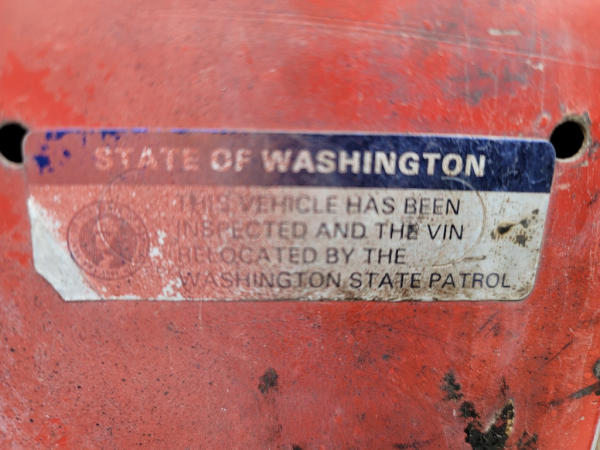 STATE OF WASHINGTON
THIS VEHICLE HAS BEEN
INSPECTED AND THE VIN
RELOCATED BY THE
WASHINGTON STATE PATROL